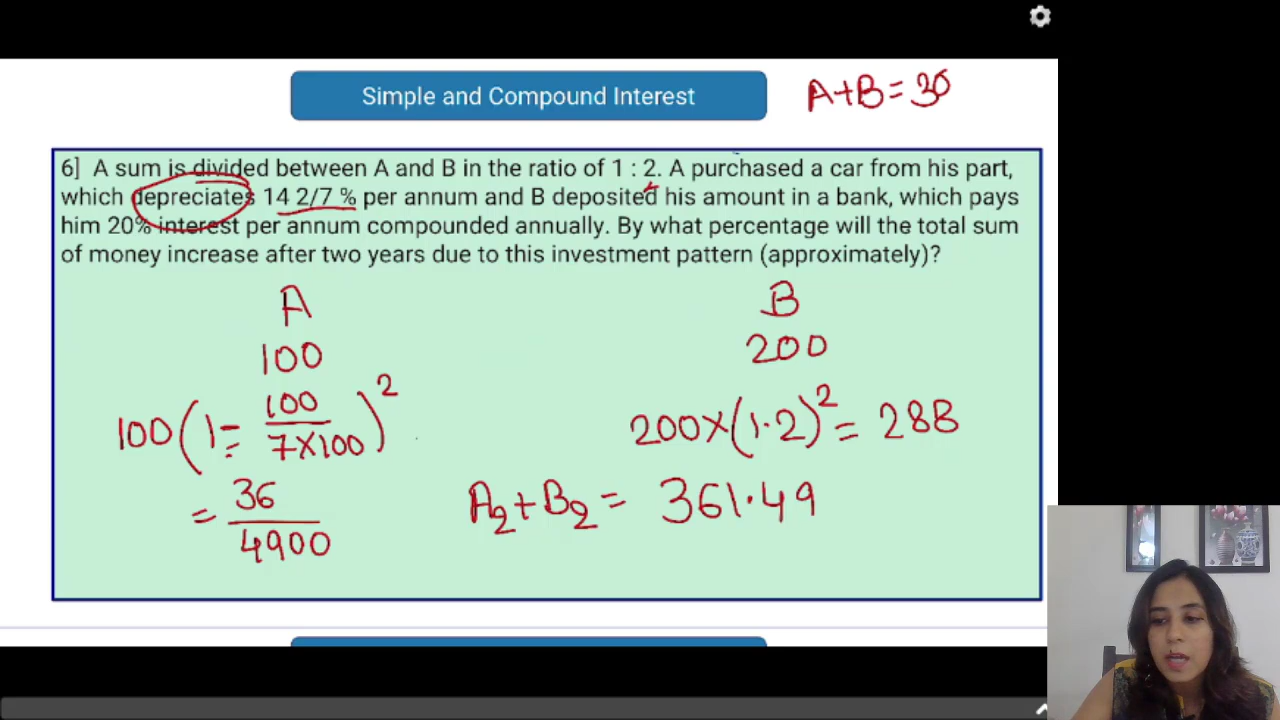 Simple and Compound Interest
A+B=30
6] A sum is divided between A and B in the ratio of 1 : 2. A purchased a car from his part,
which depreciates 14 2/7 % per annum and B deposited his amount in a bank, which pays
him 20% interest per annum compounded annually. By what percentage will the total sum
of money increase after two years due to this investment pattern (approximately)?
A
100
100(1-100/7×100)^2
= 36/4900
B
200
200×(1.2)^2 = 288
A2+B2 = 361.49